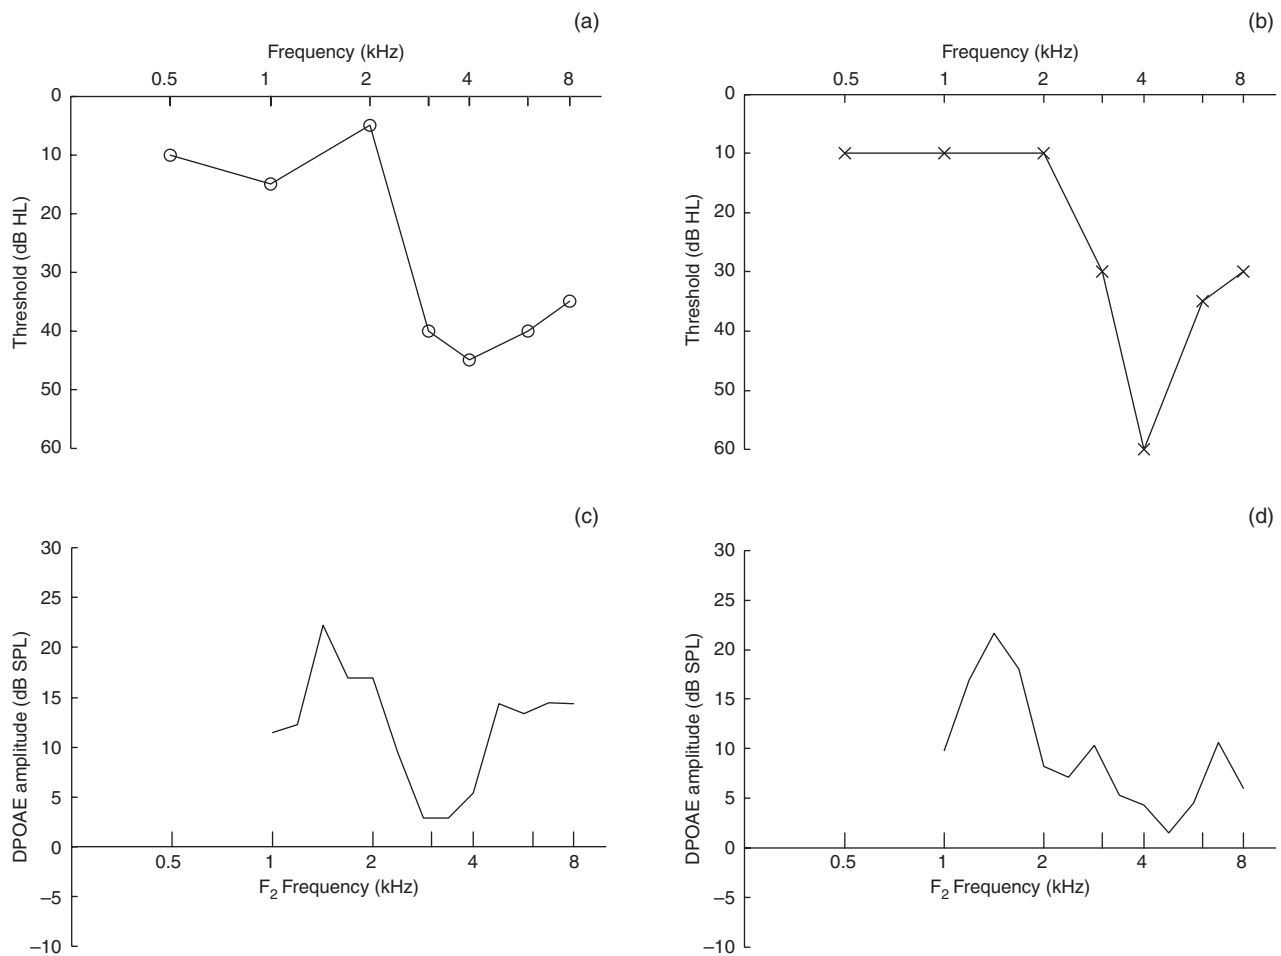 (a)
Frequency (kHz)
0.5 1 2 4 8
0
10
20
30
40
50
60
Threshold (dB HL)
(b)
Frequency (kHz)
0.5 1 2 4 8
0
10
20
30
40
50
60
Threshold (dB HL)
(c)
30
25
20
15
10
5
0
−5
−10
DPOAE amplitude (dB SPL)
0.5 1 2 4 8
F2 Frequency (kHz)
(d)
30
25
20
15
10
5
0
−5
−10
DPOAE amplitude (dB SPL)
0.5 1 2 4 8
F2 Frequency (kHz)